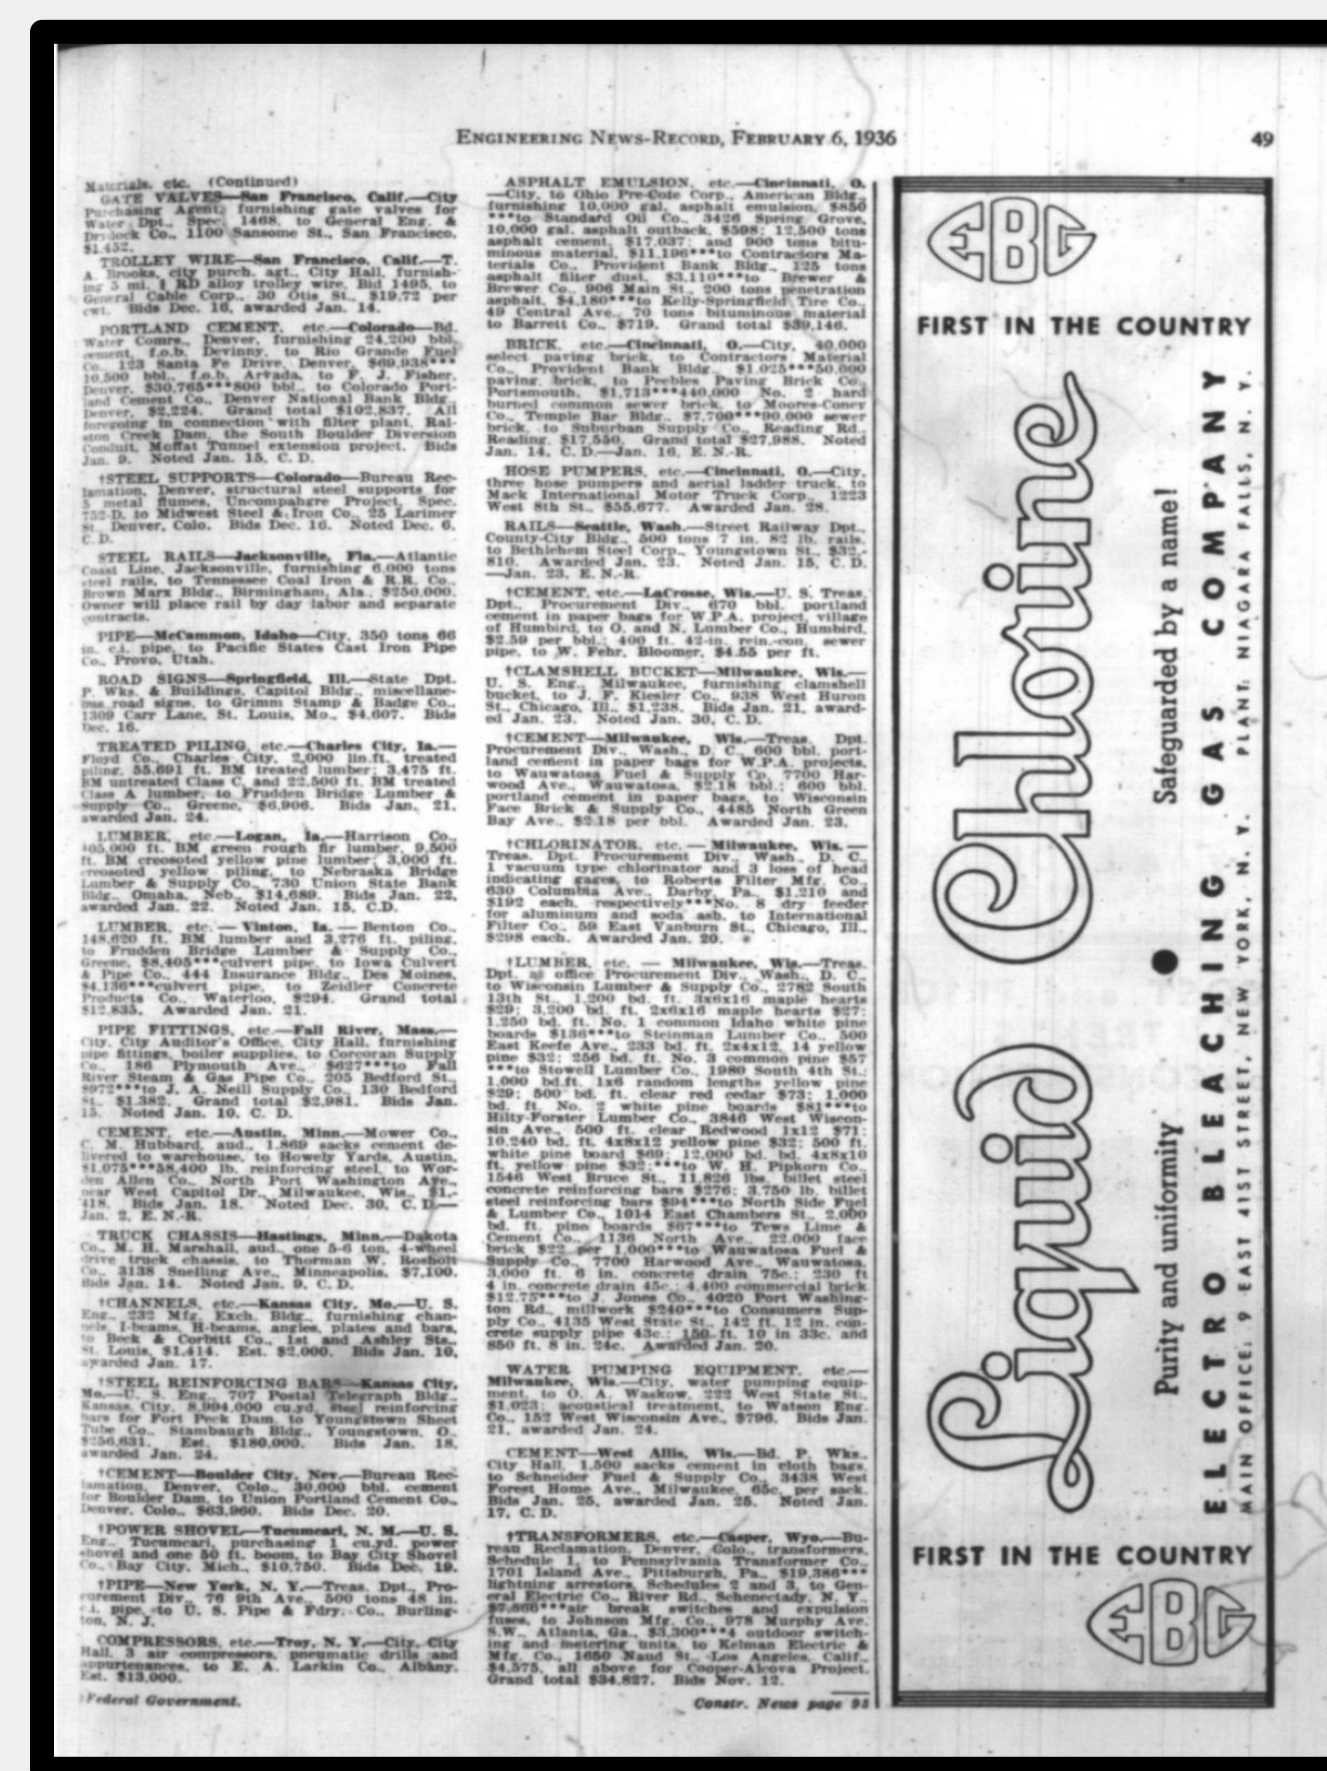 ENGINEERING NEWS-RECORD, FEBRUARY 6, 1936
49
Materials, etc. (Continued)
GATE VALVES—San Francisco, Calif.—City
Purchasing Agent, furnishing gate valves for
Water Dpt., Spec. 1468, to General Eng. &
Drydock Co., 1100 Sansome St., San Francisco,
$1,452.
TROLLEY WIRE—San Francisco, Calif.—T.
A. Brooks, city purch. agt., City Hall, furnish-
ing 5 mi. RD alloy trolley wire, Bid 1495, to
General Cable Corp., 30 Otis St., $19.72 per
cwt. Bids Dec. 16, awarded Jan. 14.
PORTLAND CEMENT, etc.—Colorado—Bd.
Water Comrs., Denver, furnishing 24,200 bbl.
cement, f.o.b. Devinny, to Rio Grande Fuel
Co., 123 Santa Fe Drive, Denver, $69,938***
10,500 bbl., f.o.b. Arvada, to F. J. Fisher,
Denver, $30,765***800 bbl., to Colorado Port-
land Cement Co., Denver National Bank Bldg.,
Denver, $2,224. Grand total $102,837. All
foregoing in connection with filter plant, Ral-
ston Creek Dam, the South Boulder Diversion
Conduit, Moffat Tunnel extension project. Bids
Jan. 9. Noted Jan. 15, C. D.
†STEEL SUPPORTS—Colorado—Bureau Rec-
lamation, Denver, structural steel supports for
5 metal flumes, Uncompahgre Project, Spec.
752-D, to Midwest Steel & Iron Co., 25 Larimer
St., Denver, Colo. Bids Dec. 16. Noted Dec. 6,
C. D.
STEEL RAILS—Jacksonville, Fla.—Atlantic
Coast Line, Jacksonville, furnishing 6,000 tons
steel rails, to Tennessee Coal Iron & R.R. Co.,
Brown Marx Bldg., Birmingham, Ala., $250,000.
Owner will place rail by day labor and separate
contracts.
PIPE—McCammon, Idaho—City, 350 tons 66
in. c.i. pipe, to Pacific States Cast Iron Pipe
Co., Provo, Utah.
ROAD SIGNS—Springfield, Ill.—State Dpt.
P. Wks. & Buildings, Capitol Bldg., miscellane-
ous road signs, to Grimm Stamp & Badge Co.,
1309 Carr Lane, St. Louis, Mo., $4,607. Bids
Dec. 16.
TREATED PILING, etc.—Charles City, Ia.—
Floyd Co., Charles City, 2,000 lin.ft. treated
piling, 55,691 ft. BM treated lumber; 3,475 ft.
BM untreated Class C, and 22,500 ft. BM treated
Class A lumber, to Frudden Bridge Lumber &
Supply Co., Greene, $6,906. Bids Jan. 21,
awarded Jan. 24.
LUMBER, etc.—Logan, Ia.—Harrison Co.,
105,000 ft. BM green rough fir lumber, 9,500
ft. BM creosoted yellow pine lumber; 3,000 ft.
creosoted yellow piling, to Nebraska Bridge
Lumber & Supply Co., 730 Union State Bank
Bldg., Omaha, Neb., $14,689. Bids Jan. 22,
awarded Jan. 22. Noted Jan. 15, C.D.
LUMBER, etc.—Vinton, Ia.—Benton Co.,
148,620 ft. BM lumber and 3,276 ft. piling,
to Frudden Bridge Lumber & Supply Co.,
Greene, $8,405***culvert pipe, to Iowa Culvert
& Pipe Co., 444 Insurance Bldg., Des Moines,
$4,136***culvert pipe, to Zeidler Concrete
Products Co., Waterloo, $294. Grand total
$12,835. Awarded Jan. 21.
PIPE FITTINGS, etc.—Fall River, Mass.—
City, City Auditor's Office, City Hall, furnishing
pipe fittings, boiler supplies, to Corcoran Supply
Co., 186 Plymouth Ave., $627***to Fall
River Steam & Gas Pipe Co., 205 Bedford St.,
$972***to J. A. Neill Supply Co., 130 Bedford
St., $1,382. Grand total $2,981. Bids Jan.
15. Noted Jan. 10, C. D.
CEMENT, etc.—Austin, Minn.—Mower Co.,
C. M. Hubbard, aud., 1,869 sacks cement de-
livered to warehouse, to Howely Yards, Austin,
$1,075***58,400 lb. reinforcing steel, to Wor-
den Allen Co., North Port Washington Ave.,
near West Capitol Dr., Milwaukee, Wis., $1,-
418. Bids Jan. 18. Noted Dec. 30, C. D.—
Jan. 2, E. N.-R.
TRUCK CHASSIS—Hastings, Minn.—Dakota
Co., M. H. Marshall, aud., one 5-6 ton, 4-wheel
drive truck chassis, to Thorman W. Rosholt
Co., 3138 Snelling Ave., Minneapolis, $7,100.
Bids Jan. 14. Noted Jan. 9, C. D.
†CHANNELS, etc.—Kansas City, Mo.—U. S.
Eng., 232 Mfg. Exch. Bldg., furnishing chan-
nels, I-beams, H-beams, angles, plates and bars,
to Beck & Corbitt Co., 1st and Ashley Sts.,
St. Louis, $1,414. Est. $2,000. Bids Jan. 10,
awarded Jan. 17.
†STEEL REINFORCING BARS—Kansas City,
Mo.—U. S. Eng., 707 Postal Telegraph Bldg.,
Kansas City, 8,994,000 cu.yd. steel reinforcing
bars for Fort Peck Dam, to Youngstown Sheet
Tube Co., Stambaugh Bldg., Youngstown, O.,
$256,631. Est. $180,000. Bids Jan. 18,
awarded Jan. 24.
†CEMENT—Boulder City, Nev.—Bureau Rec-
lamation, Denver, Colo., 30,000 bbl. cement
for Boulder Dam, to Union Portland Cement Co.,
Denver, Colo., $63,960. Bids Dec. 20.
†POWER SHOVEL—Tucumcari, N. M.—U. S.
Eng., Tucumcari, purchasing 1 cu.yd. power
shovel and one 50 ft. boom, to Bay City Shovel
Co., Bay City, Mich., $10,750. Bids Dec. 19.
†PIPE—New York, N. Y.—Treas. Dpt., Pro-
curement Div., 76 9th Ave., 500 tons 48 in.
c.i. pipe, to U. S. Pipe & Fdry. Co., Burling-
ton, N. J.
COMPRESSORS, etc.—Troy, N. Y.—City, City
Hall, 3 air compressors, pneumatic drills and
appurtenances, to E. A. Larkin Co., Albany.
Est. $13,000.
†Federal Government.
ASPHALT EMULSION, etc.—Cincinnati, O.
—City, to Ohio Pre-Cote Corp., American Bldg.,
furnishing 10,000 gal. asphalt emulsion, $850
***to Standard Oil Co., 3426 Spring Grove,
10,000 gal. asphalt outback, $598; 12,500 tons
asphalt cement, $17,037; and 900 tons bitu-
minous material, $11,196***to Contractors Ma-
terials Co., Provident Bank Bldg., 125 tons
asphalt filter dust, $3,110***to Brewer &
Brewer Co., 906 Main St., 200 tons penetration
asphalt, $4,180***to Kelly-Springfield Tire Co.,
49 Central Ave., 70 tons bituminous material
to Barrett Co., $719. Grand total $39,146.
BRICK, etc.—Cincinnati, O.—City, 40,000
select paving brick, to Contractors Material
Co., Provident Bank Bldg., $1,025***50,000
paving brick, to Peebles Paving Brick Co.,
Portsmouth, $1,713***440,000 No. 2 hard
burned common sewer brick, to Moores-Coney
Co., Temple Bar Bldg., $7,700***90,000 sewer
brick, to Suburban Supply Co., Reading Rd.,
Reading, $17,550. Grand total $27,988. Noted
Jan. 14, C. D.—Jan. 16, E. N.-R.
HOSE PUMPERS, etc.—Cincinnati, O.—City,
three hose pumpers and aerial ladder truck, to
Mack International Motor Truck Corp., 1223
West 8th St., $55,677. Awarded Jan. 28.
RAILS—Seattle, Wash.—Street Railway Dpt.,
County-City Bldg., 500 tons 7 in. 82 lb. rails,
to Bethlehem Steel Corp., Youngstown St., $32,-
810. Awarded Jan. 23. Noted Jan. 15, C. D.
—Jan. 23, E. N.-R.
†CEMENT, etc.—LaCrosse, Wis.—U. S. Treas.
Dpt., Procurement Div., 670 bbl. portland
cement in paper bags for W.P.A. project, village
of Humbird, to O. and N. Lumber Co., Humbird,
$2.59 per bbl.; 400 ft. 42-in. rein.-con. sewer
pipe, to W. Fehr, Bloomer, $4.55 per ft.
†CLAMSHELL BUCKET—Milwaukee, Wis.—
U. S. Eng., Milwaukee, furnishing clamshell
bucket, to J. F. Kiesler Co., 938 West Huron
St., Chicago, Ill., $1,238. Bids Jan. 21, award-
ed Jan. 23. Noted Jan. 30, C. D.
†CEMENT—Milwaukee, Wis.—Treas. Dpt.
Procurement Div., Wash., D. C., 600 bbl. port-
land cement in paper bags for W.P.A. projects,
to Wauwatosa Fuel & Supply Co, 7700 Har-
wood Ave., Wauwatosa, $2.18 bbl.; 600 bbl.
portland cement in paper bags, to Wisconsin
Face Brick & Supply Co., 4485 North Green
Bay Ave., $2.18 per bbl. Awarded Jan. 23.
†CHLORINATOR, etc.—Milwaukee, Wis.—
Treas. Dpt. Procurement Div., Wash., D. C.,
1 vacuum type chlorinator and 3 loss of head
indicating gages, to Roberts Filter Mfg. Co.,
630 Columbia Ave., Darby, Pa., $1,210 and
$192 each, respectively***No. 8 dry feeder
for aluminum and soda ash, to International
Filter Co., 59 East Vanburn St., Chicago, Ill.,
$298 each. Awarded Jan. 20.
†LUMBER, etc.—Milwaukee, Wis.—Treas.
Dpt. at office Procurement Div., Wash., D. C.,
to Wisconsin Lumber & Supply Co., 2782 South
13th St., 1,200 bd. ft. 3x6x16 maple hearts
$29; 3,200 bd. ft. 2x6x16 maple hearts $27;
1,250 bd. ft. No. 1 common Idaho white pine
boards $136***to Steinman Lumber Co., 500
East Keefe Ave., 233 bd. ft. 2x4x12, 14 yellow
pine $32; 256 bd. ft. No. 3 common pine $57
***to Stowell Lumber Co., 1980 South 4th St.;
1,000 bd.ft. 1x6 random lengths yellow pine
$29; 500 bd. ft. clear red cedar $73; 1,000
bd. ft. No. 2 white pine boards $81***to
Hilty-Forster Lumber Co., 3846 West Wiscon-
sin Ave., 500 ft. clear Redwood 1x12 $71;
10,240 bd. ft. 4x8x12 yellow pine $32; 500 ft.
white pine board $69; 12,000 bd. bd. 4x8x10
ft. yellow pine $32;***to W. H. Pipkorn Co.,
1546 West Bruce St., 11,826 lbs. billet steel
concrete reinforcing bars $276; 3,750 lb. billet
steel reinforcing bars $94***to North Side Fuel
& Lumber Co., 1014 East Chambers St., 2,000
bd. ft. pine boards $67***to Tews Lime &
Cement Co., 1136 North Ave., 22,000 face
brick $22 per 1,000***to Wauwatosa Fuel &
Supply Co., 7700 Harwood Ave., Wauwatosa,
3,000 ft. 6 in. concrete drain 75c.; 230 ft
4 in. concrete drain 45c.; 4,400 commercial brick
$12.75***to J. Jones Co., 4020 Port Washing-
ton Rd., millwork $240***to Consumers Sup-
ply Co., 4135 West State St., 142 ft. 12 in. con-
crete supply pipe 43c.; 150 ft. 10 in 33c. and
850 ft. 8 in. 24c. Awarded Jan. 20.
WATER PUMPING EQUIPMENT, etc.—
Milwaukee, Wis.—City, water pumping equip-
ment, to O. A. Waskow, 222 West State St.,
$1,023; acoustical treatment, to Watson Eng.
Co., 152 West Wisconsin Ave., $796. Bids Jan.
21, awarded Jan. 24.
CEMENT—West Allis, Wis.—Bd. P. Wks.,
City Hall, 1,500 sacks cement in cloth bags,
to Schneider Fuel & Supply Co., 3438 West
Forest Home Ave., Milwaukee, 65c. per sack.
Bids Jan. 25, awarded Jan. 25. Noted Jan.
17, C. D.
†TRANSFORMERS, etc.—Casper, Wyo.—Bu-
reau Reclamation, Denver, Colo., transformers,
Schedule 1, to Pennsylvania Transformer Co.,
1701 Island Ave., Pittsburgh, Pa., $19,386***
lightning arrestors, Schedules 2 and 3, to Gen-
eral Electric Co., River Rd., Schenectady, N. Y.,
$7,566***air break switches and expulsion
fuses, to Johnson Mfg. Co., 978 Murphy Ave.
S.W., Atlanta, Ga., $3,300***4 outdoor switch-
ing and metering units, to Kelman Electric &
Mfg. Co., 1650 Naud St., Los Angeles, Calif.,
$4,575, all above for Cooper-Alcova Project.
Grand total $34,827. Bids Nov. 12.
Constr. News page 93
EBG
FIRST IN THE COUNTRY
Liquid Chlorine
Purity and uniformity • Safeguarded by a name!
ELECTRO BLEACHING GAS COMPANY
MAIN OFFICE: 9 EAST 41ST STREET, NEW YORK, N. Y. PLANT: NIAGARA FALLS, N. Y.
FIRST IN THE COUNTRY
EBG